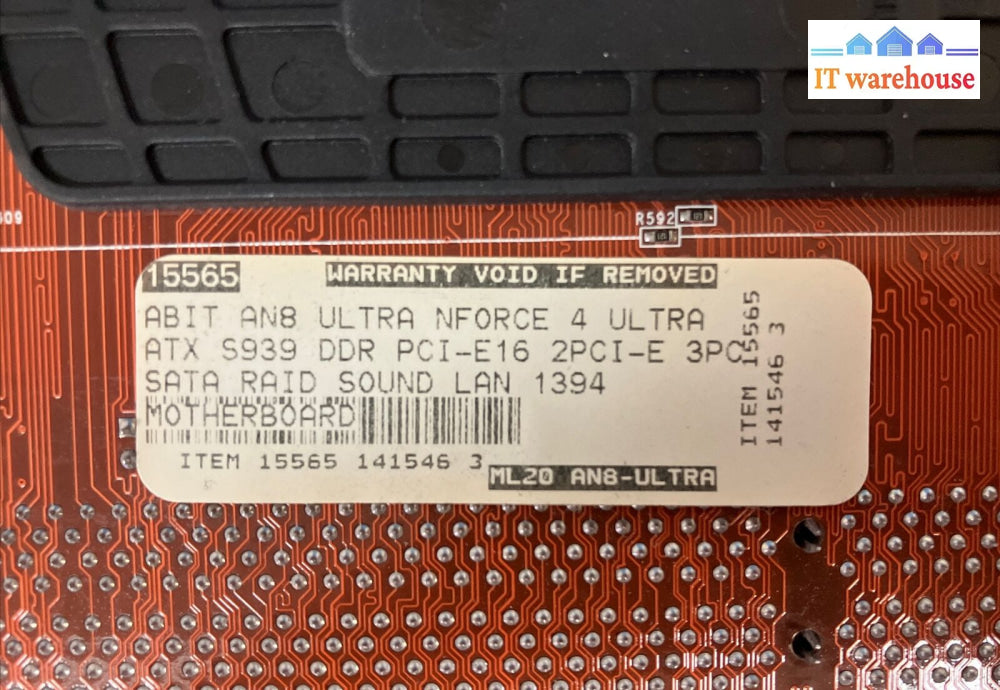 IT warehouse
R592
15565 WARRANTY VOID IF REMOVED
ABIT AN8 ULTRA NFORCE 4 ULTRA
ATX S939 DDR PCI-E16 2PCI-E 3PC
SATA RAID SOUND LAN 1394
MOTHERBOARD
ITEM 15565 141546 3
ML20 AN8-ULTRA
ITEM 15565
141546 3